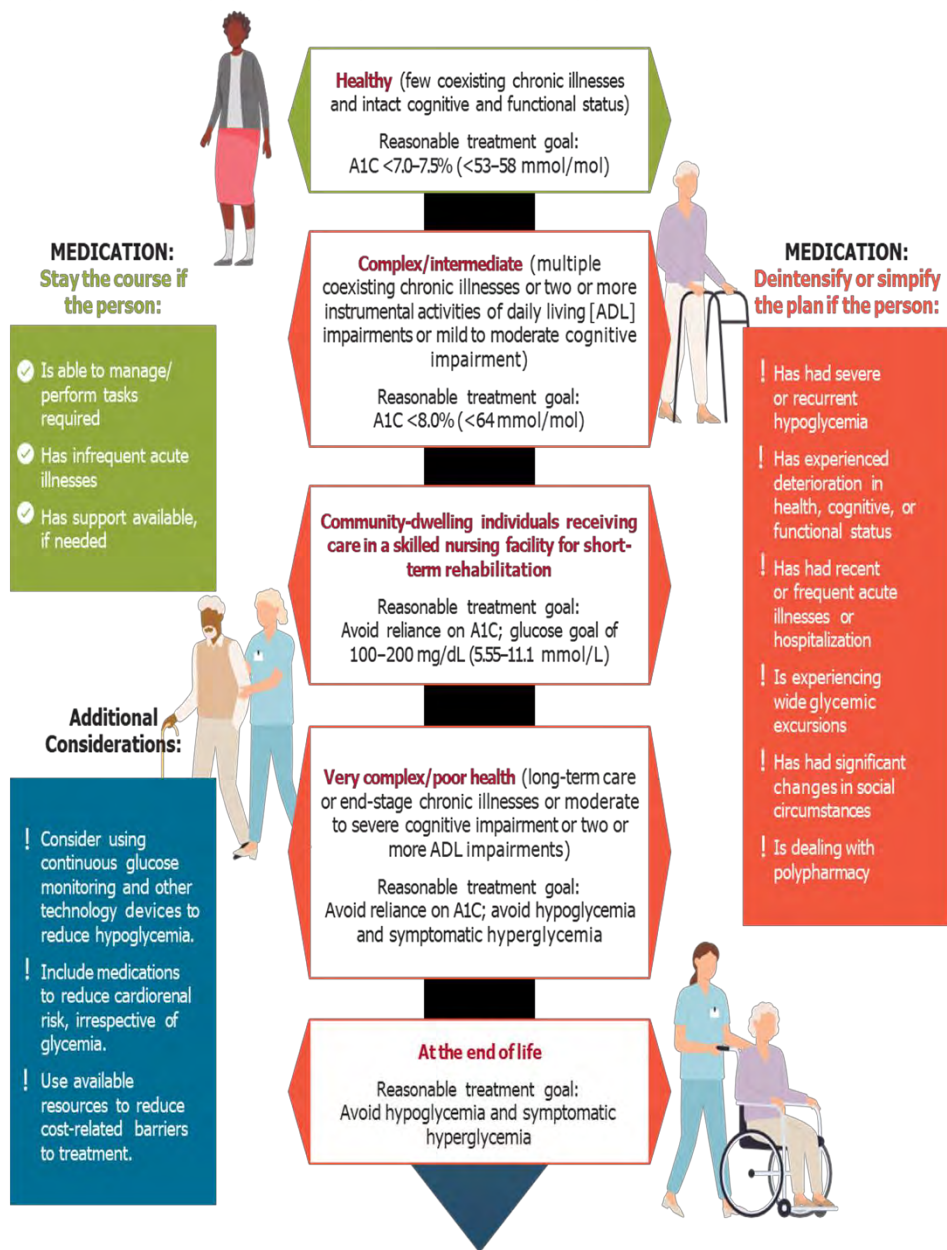 Healthy (few coexisting chronic illnesses
and intact cognitive and functional status)
Reasonable treatment goal:
A1C <7.0–7.5% (<53–58 mmol/mol)
MEDICATION:
Stay the course if
the person:
Is able to manage/
perform tasks
required
Has infrequent acute
illnesses
Has support available,
if needed
Complex/intermediate (multiple
coexisting chronic illnesses or two or more
instrumental activities of daily living [ADL]
impairments or mild to moderate cognitive
impairment)
Reasonable treatment goal:
A1C <8.0% (<64 mmol/mol)
MEDICATION:
Deintensify or simpify
the plan if the person:
! Has had severe
or recurrent
hypoglycemia
! Has experienced
deterioration in
health, cognitive, or
functional status
! Has had recent
or frequent acute
illnesses or
hospitalization
! Is experiencing
wide glycemic
excursions
! Has had significant
changes in social
circumstances
! Is dealing with
polypharmacy
Community-dwelling individuals receiving
care in a skilled nursing facility for short-
term rehabilitation
Reasonable treatment goal:
Avoid reliance on A1C; glucose goal of
100–200 mg/dL (5.55–11.1 mmol/L)
Additional
Considerations:
! Consider using
continuous glucose
monitoring and other
technology devices to
reduce hypoglycemia.
! Include medications
to reduce cardiorenal
risk, irrespective of
glycemia.
! Use available
resources to reduce
cost-related barriers
to treatment.
Very complex/poor health (long-term care
or end-stage chronic illnesses or moderate
to severe cognitive impairment or two or
more ADL impairments)
Reasonable treatment goal:
Avoid reliance on A1C; avoid hypoglycemia
and symptomatic hyperglycemia
At the end of life
Reasonable treatment goal:
Avoid hypoglycemia and symptomatic
hyperglycemia